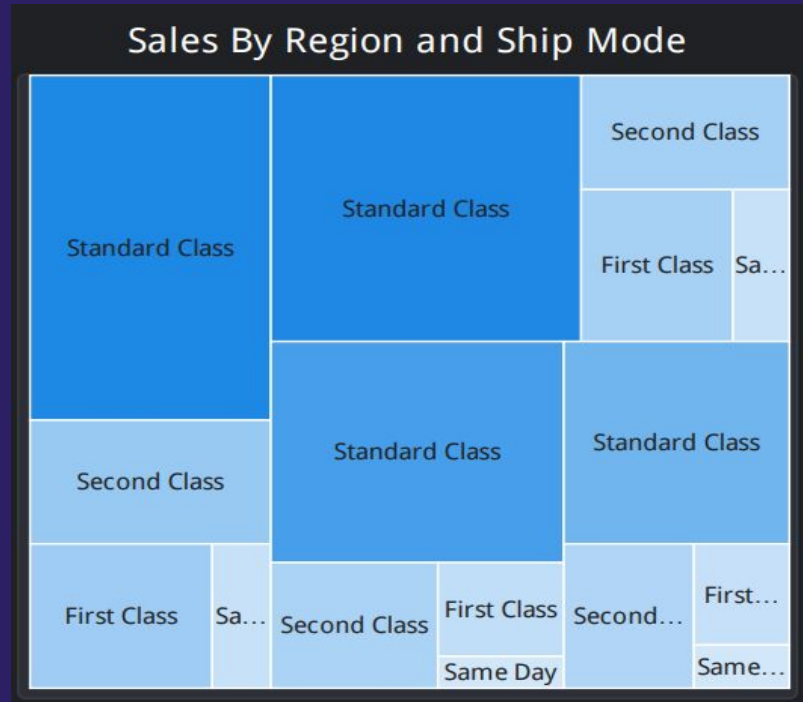 Sales By Region and Ship Mode
Standard Class
Second Class
First Class
Sa...
Standard Class
Second Class
First Class
Sa...
Standard Class
Second Class
First Class
Same Day
Standard Class
Second...
First...
Same...